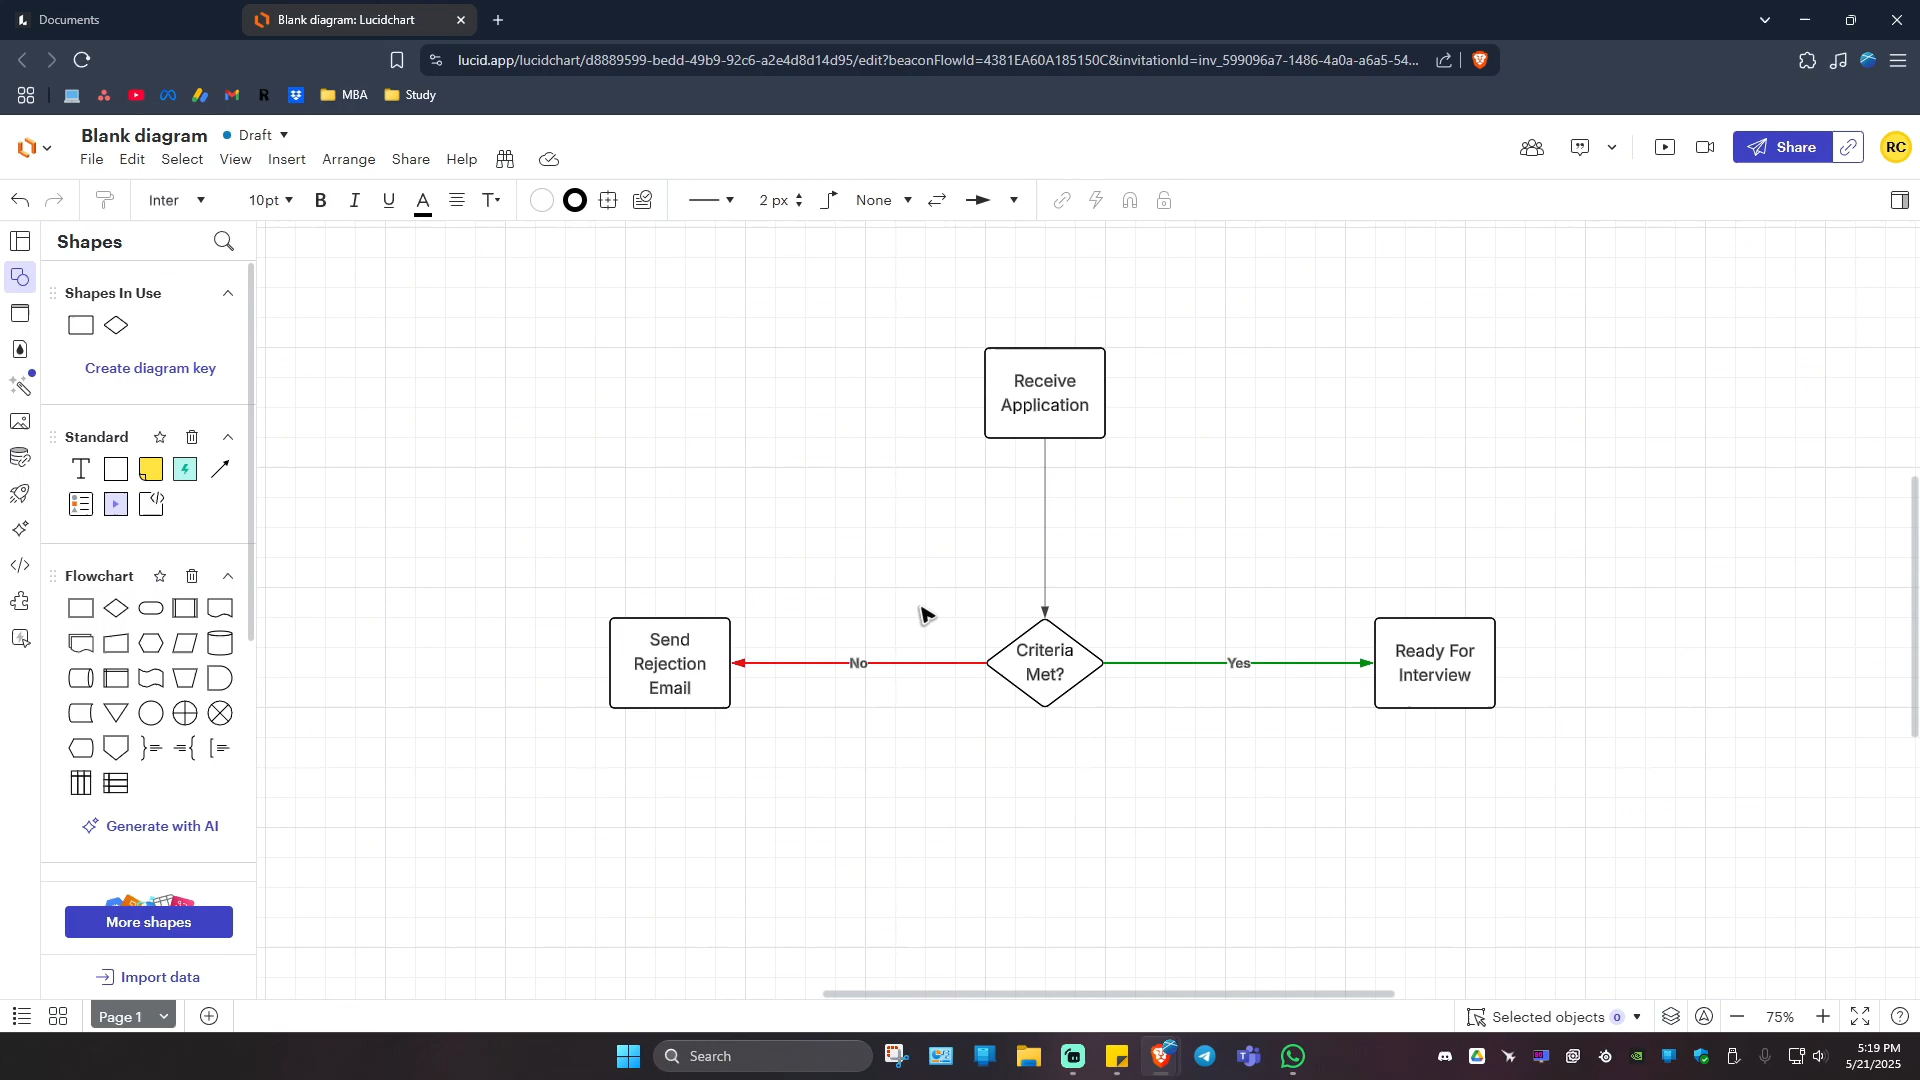 Documents
Blank diagram: Lucidchart
lucid.app/lucidchart/d8889599-bedd-49b9-92c6-a2e4d8d14d95/edit?beaconFlowId=4381EA60A185150C&invitationId=inv_599096a7-1486-4a0a-a6a5-54...
MBA
Study
Blank diagram
Draft
File Edit Select View Insert Arrange Share Help
Share
RC
Inter
10pt
B I U A
2 px
None
Shapes
Shapes In Use
Create diagram key
Standard
Flowchart
Generate with AI
More shapes
Import data
Receive
Application
Criteria
Met?
No
Yes
Send
Rejection
Email
Ready For
Interview
Page 1
Selected objects 0
75%
Search
5:19 PM
5/21/2025